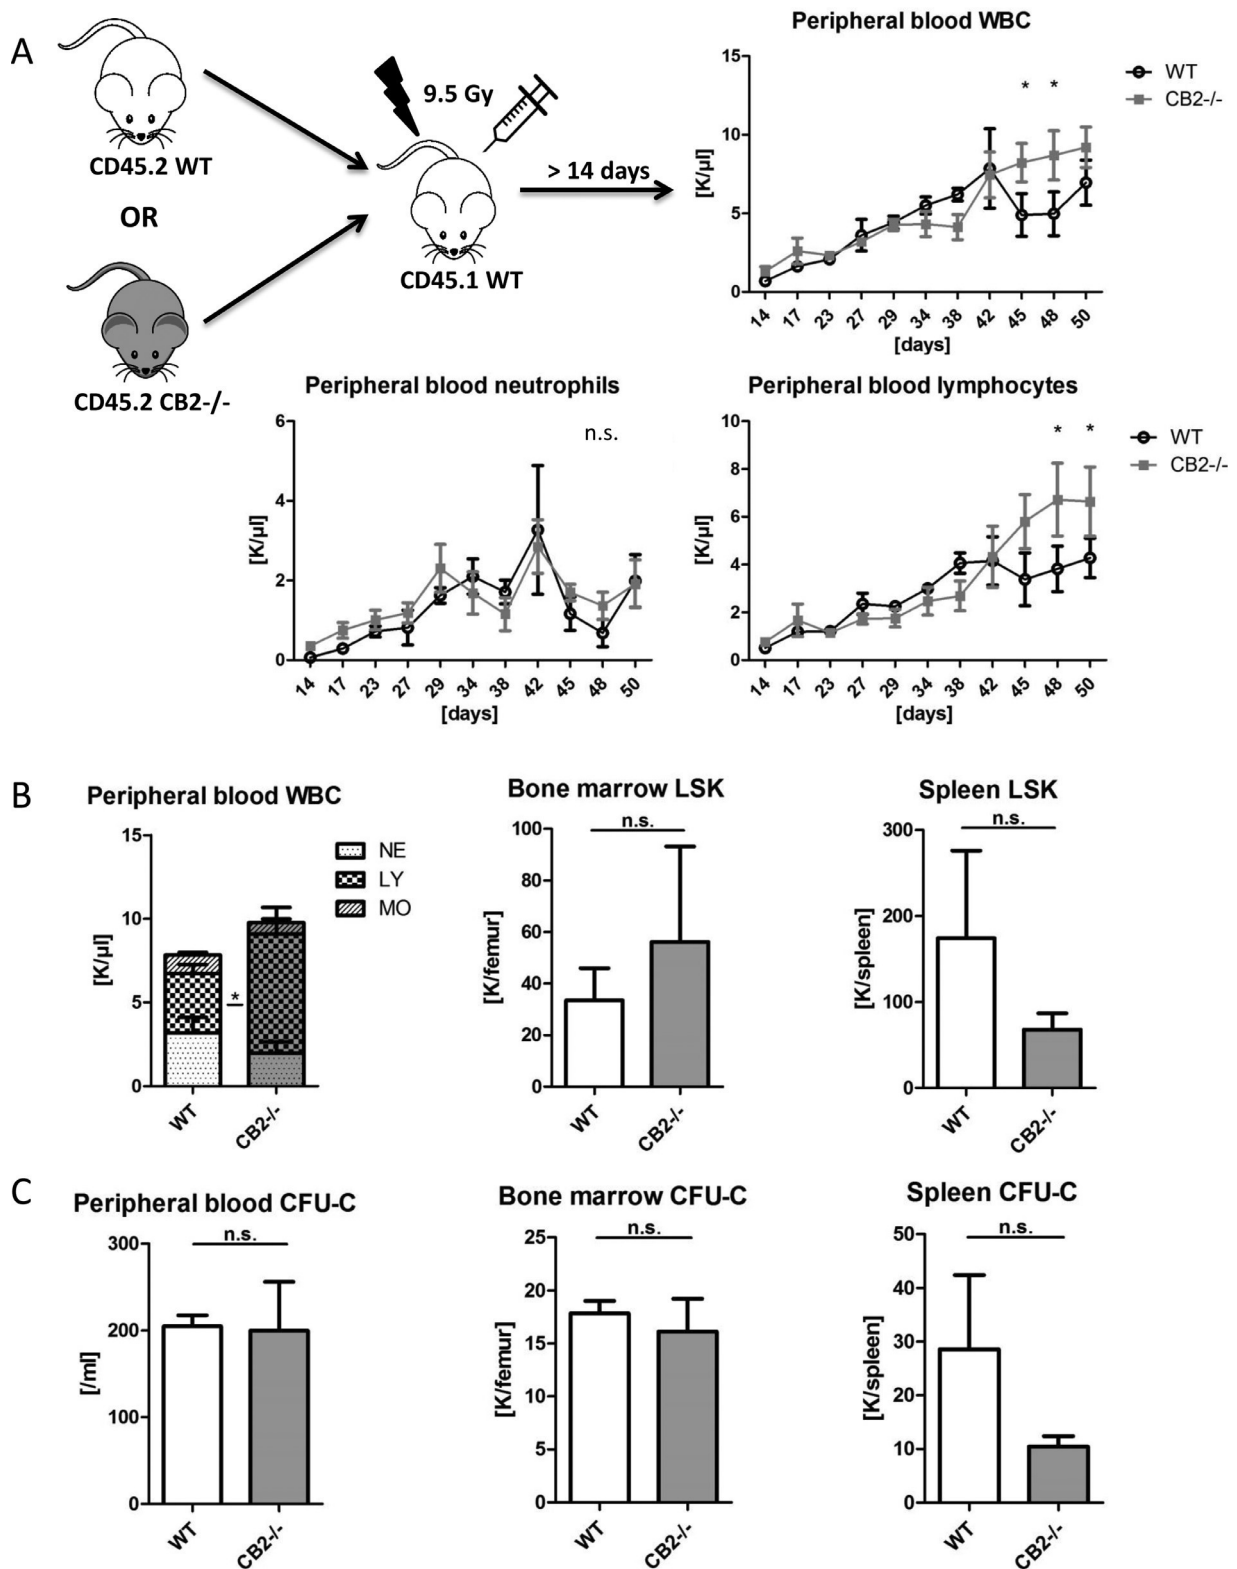 A
CD45.2 WT
OR
CD45.2 CB2-/-
9.5 Gy
CD45.1 WT
> 14 days
Peripheral blood WBC
[K/µl]
15
10
5
0
14 17 23 27 29 34 38 42 45 48 50
[days]
* *
WT
CB2-/-
Peripheral blood neutrophils
[K/µl]
6
4
2
0
n.s.
14 17 23 27 29 34 38 42 45 48 50
[days]
Peripheral blood lymphocytes
[K/µl]
10
8
6
4
2
0
* *
14 17 23 27 29 34 38 42 45 48 50
[days]
WT
CB2-/-
B
Peripheral blood WBC
[K/µl]
15
10
5
0
*
WT CB2-/-
NE
LY
MO
Bone marrow LSK
n.s.
[K/femur]
100
80
60
40
20
0
WT CB2-/-
Spleen LSK
n.s.
[K/spleen]
300
200
100
0
WT CB2-/-
C
Peripheral blood CFU-C
n.s.
[/ml]
300
200
100
0
WT CB2-/-
Bone marrow CFU-C
n.s.
[K/femur]
25
20
15
10
5
0
WT CB2-/-
Spleen CFU-C
n.s.
[K/spleen]
50
40
30
20
10
0
WT CB2-/-